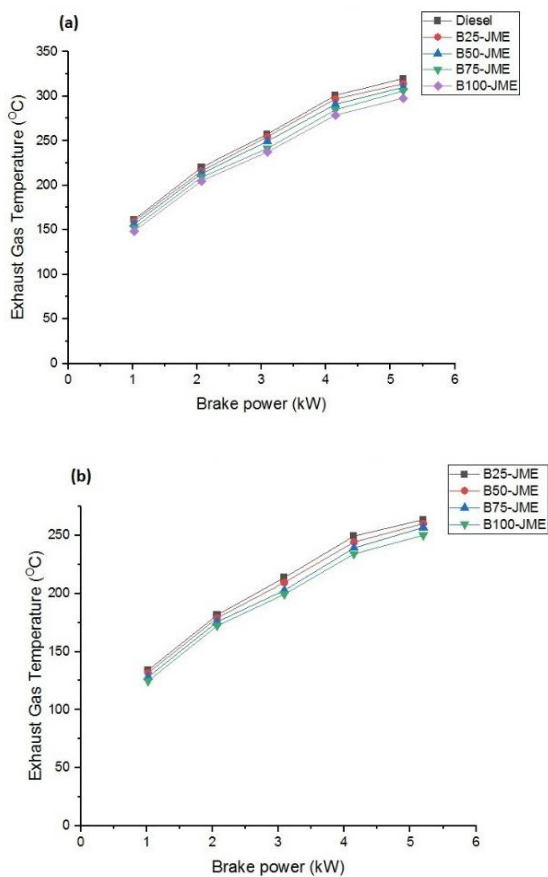 (a)
Diesel
B25-JME
B50-JME
B75-JME
B100-JME
350
300
250
200
150
100
50
0
Exhaust Gas Temperature (°C)
0 1 2 3 4 5 6
Brake power (kW)
(b)
B25-JME
B50-JME
B75-JME
B100-JME
250
200
150
100
50
0
Exhaust Gas Temperature (°C)
0 1 2 3 4 5 6
Brake power (kW)